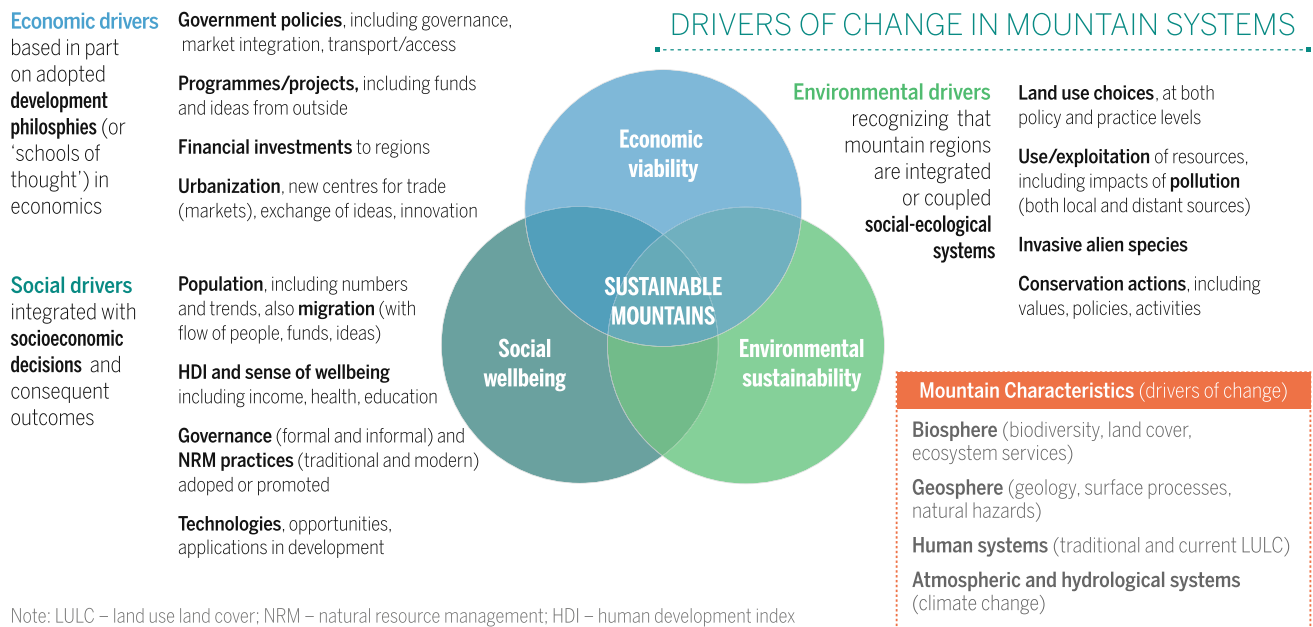 DRIVERS OF CHANGE IN MOUNTAIN SYSTEMS
Economic drivers
based in part
on adopted
development
philosphies (or
‘schools of
thought’) in
economics
Government policies, including governance,
market integration, transport/access
Programmes/projects, including funds
and ideas from outside
Financial investments to regions
Urbanization, new centres for trade
(markets), exchange of ideas, innovation
Social drivers
integrated with
socioeconomic
decisions and
consequent
outcomes
Population, including numbers
and trends, also migration (with
flow of people, funds, ideas)
HDI and sense of wellbeing
including income, health, education
Governance (formal and informal) and
NRM practices (traditional and modern)
adoped or promoted
Technologies, opportunities,
applications in development
Economic
viability
SUSTAINABLE
MOUNTAINS
Social
wellbeing
Environmental
sustainability
Environmental drivers
recognizing that
mountain regions
are integrated
or coupled
social-ecological
systems
Land use choices, at both
policy and practice levels
Use/exploitation of resources,
including impacts of pollution
(both local and distant sources)
Invasive alien species
Conservation actions, including
values, policies, activities
Mountain Characteristics (drivers of change)
Biosphere (biodiversity, land cover,
ecosystem services)
Geosphere (geology, surface processes,
natural hazards)
Human systems (traditional and current LULC)
Atmospheric and hydrological systems
(climate change)
Note: LULC – land use land cover; NRM – natural resource management; HDI – human development index